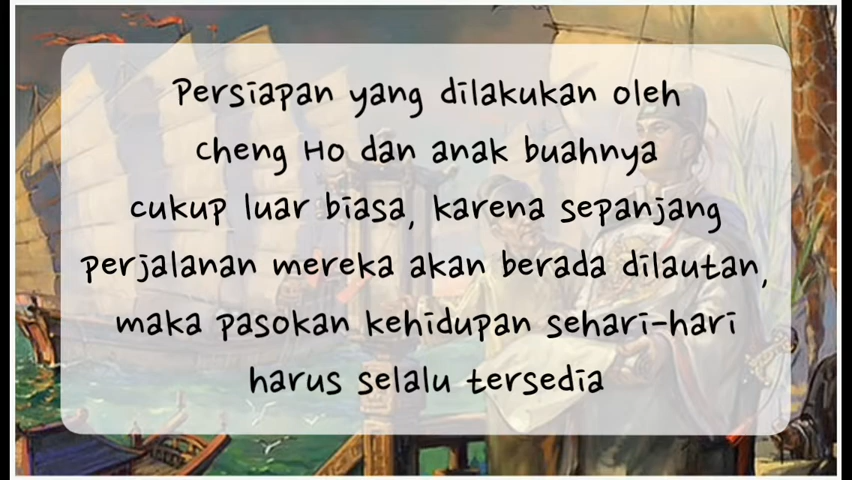 Persiapan yang dilakukan oleh
Cheng Ho dan anak buahnya
cukup luar biasa, karena sepanjang
perjalanan mereka akan berada dilautan,
maka pasokan kehidupan sehari-hari
harus selalu tersedia